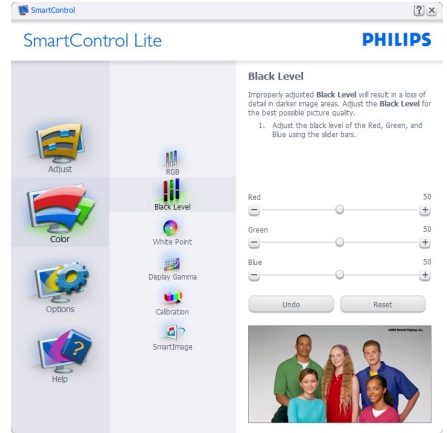 SmartControl
SmartControl Lite
PHILIPS
Adjust
Color
Options
Help
RGB
Black Level
White Point
Display Gamma
Calibration
SmartImage
Black Level
Improperly adjusted Black Level will result in a loss of
detail in darker image areas. Adjust the Black Level for
the best possible picture quality.
1. Adjust the black level of the Red, Green, and
Blue using the slider bars.
Red 50
Green 50
Blue 50
Undo Reset